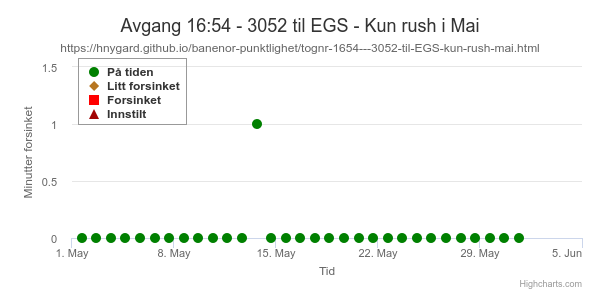 Avgang 16:54 - 3052 til EGS - Kun rush i Mai
https://hnygard.github.io/banenor-punktlighet/tognr-1654---3052-til-EGS-kun-rush-mai.html
På tiden
Litt forsinket
Forsinket
Innstilt
Minutter forsinket
1.5
1
0.5
0
1. May
8. May
15. May
22. May
29. May
5. Jun
Tid
Highcharts.com